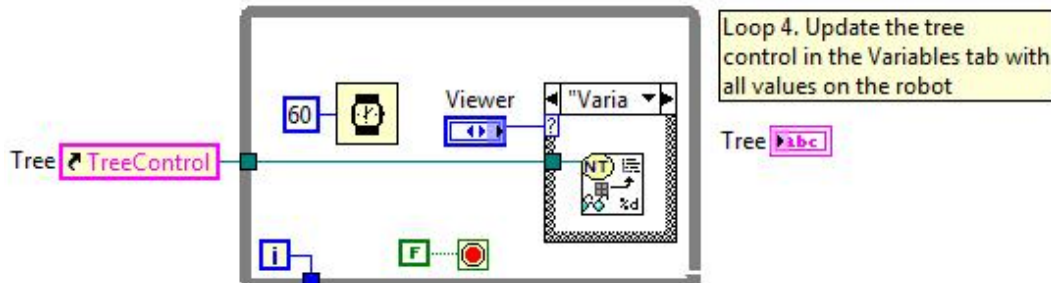 Loop 4. Update the tree
control in the Variables tab with
all values on the robot
60
Viewer
"Varia
?
Tree
TreeControl
NT
%d
Tree
abc
i
F